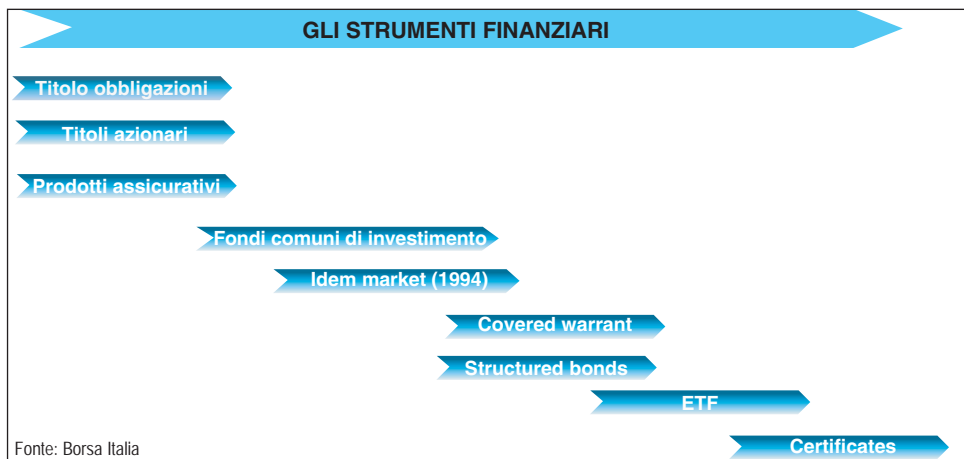 GLI STRUMENTI FINANZIARI
Titolo obbligazioni
Titoli azionari
Prodotti assicurativi
Fondi comuni di investimento
Idem market (1994)
Covered warrant
Structured bonds
ETF
Certificates
Fonte: Borsa Italia